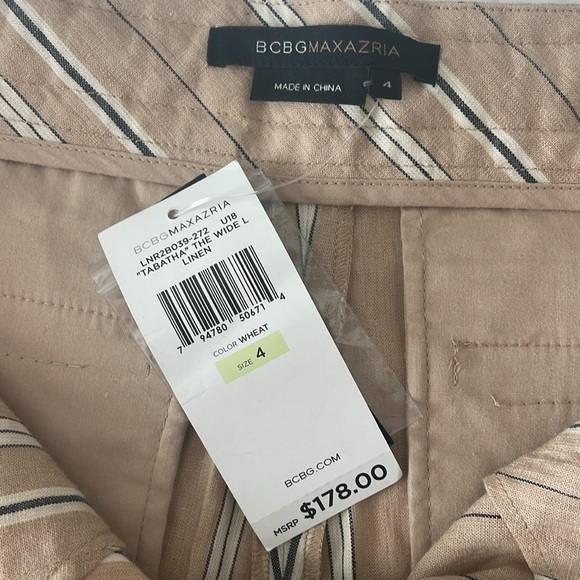 BCBGMAXAZRIA
MADE IN CHINA
4
BCBGMAXAZRIA
LNR2B039-272 U18
"TABATHA" THE WIDE L
LINEN
7 94780 50671 4
COLOR WHEAT
SIZE 4
BCBG.COM
MSRP $178.00